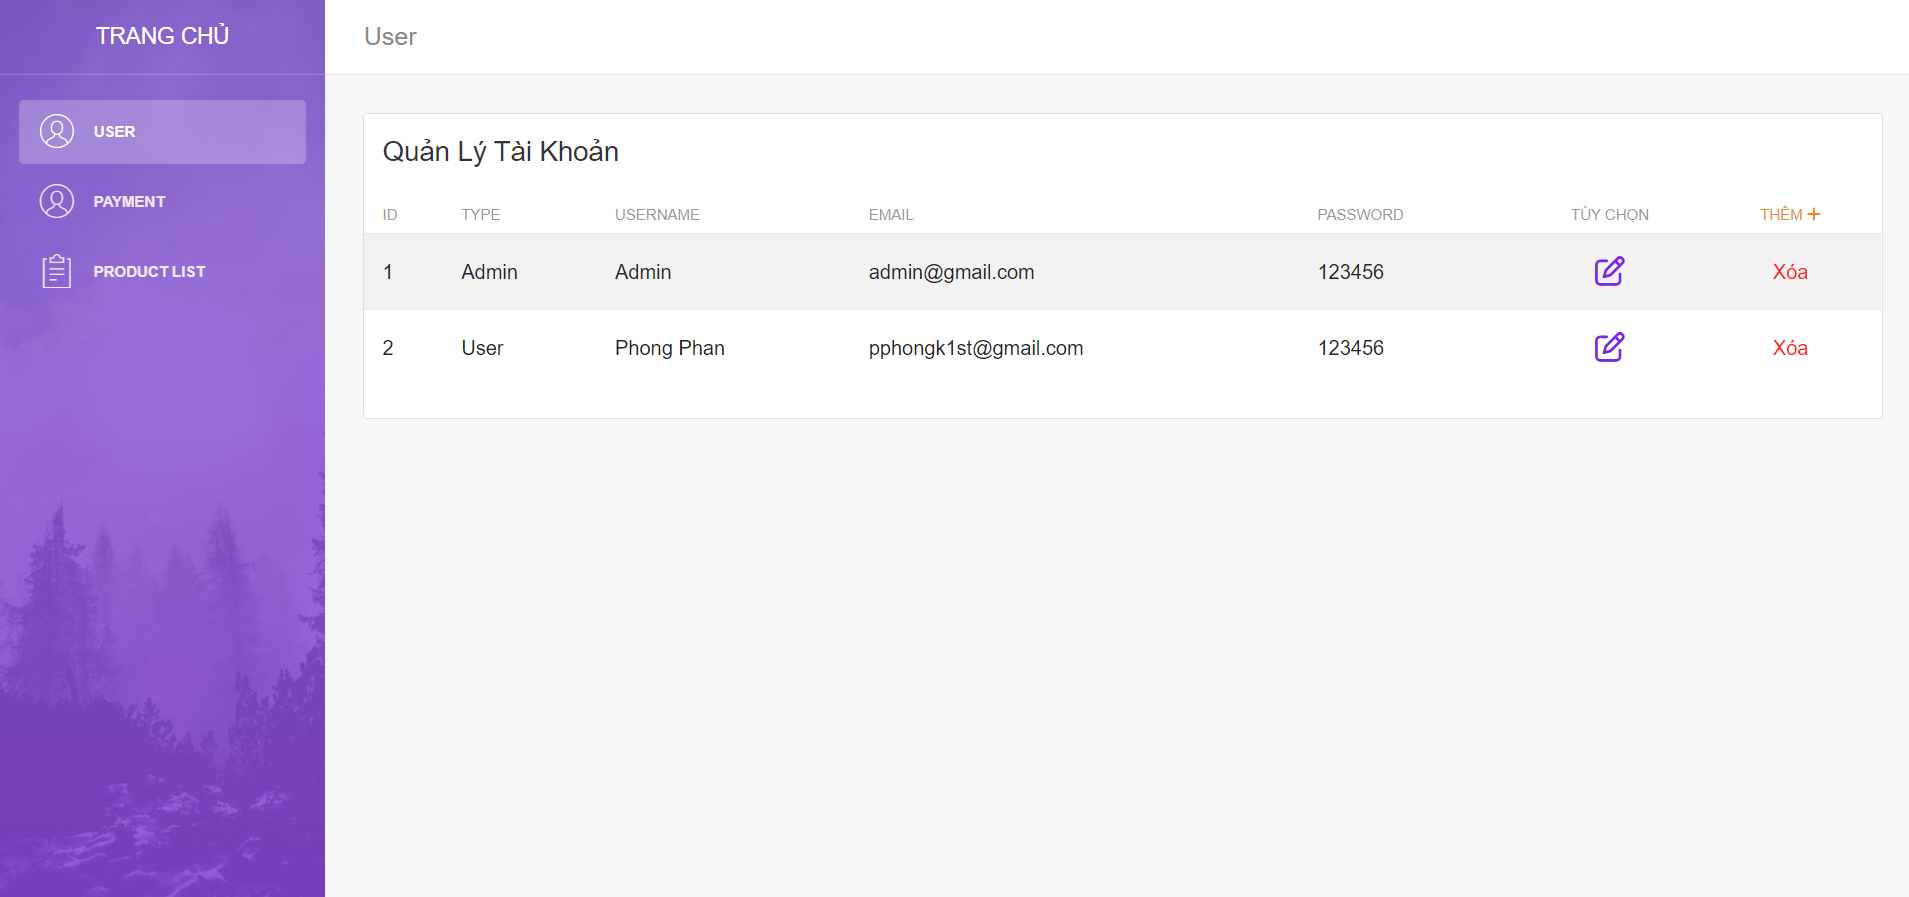 TRANG CHỦ
USER
PAYMENT
PRODUCT LIST
User
Quản Lý Tài Khoản
ID TYPE USERNAME EMAIL PASSWORD TÙY CHỌN THÊM +
1 Admin Admin admin@gmail.com 123456 Xóa
2 User Phong Phan pphongk1st@gmail.com 123456 Xóa